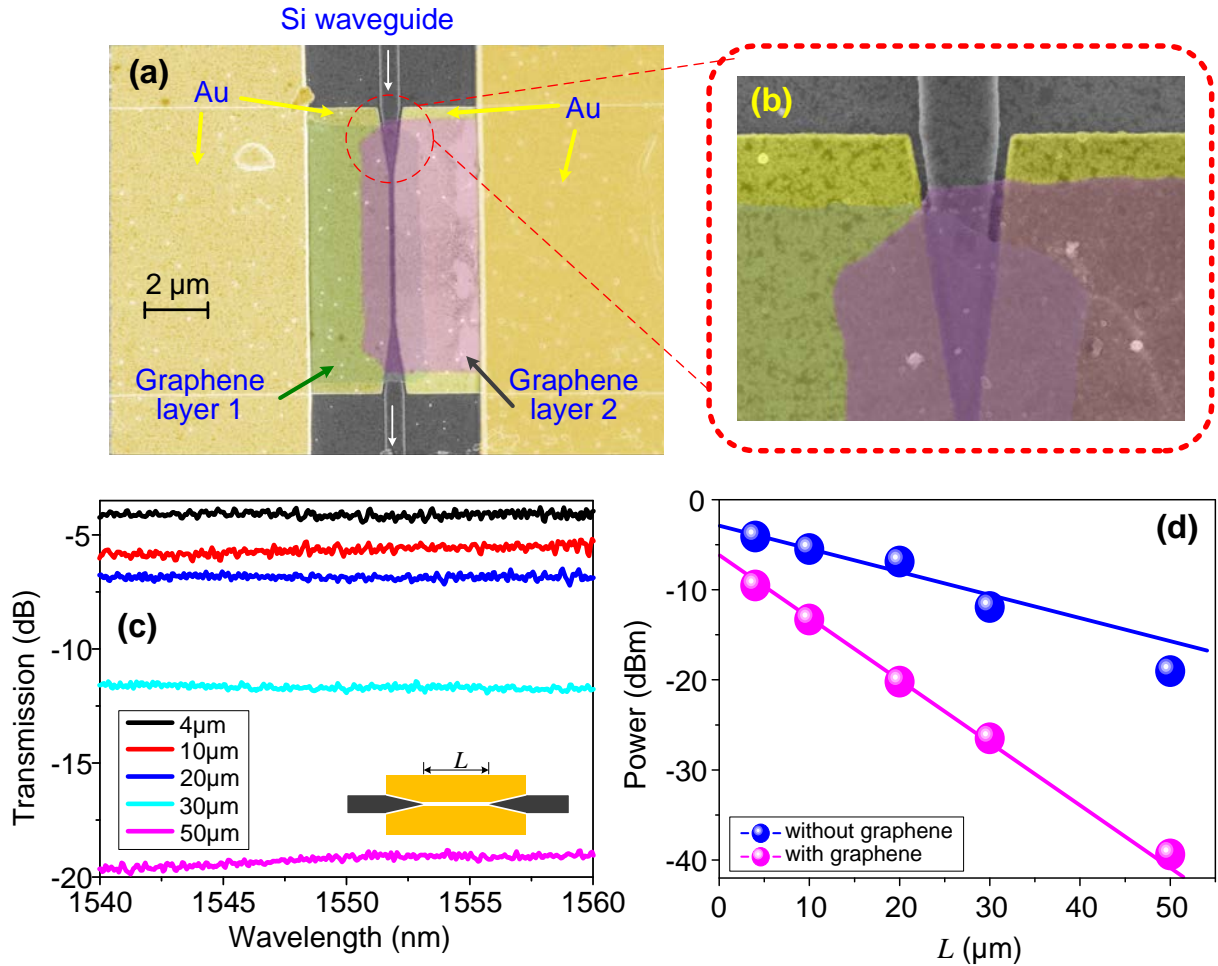 Si waveguide
(a)
Au
Au
2 μm
Graphene
layer 1
Graphene
layer 2
(b)
Transmission (dB)
-5
-10
-15
-20
(c)
4μm
10μm
20μm
30μm
50μm
L
1540
1545
1550
1555
1560
Wavelength (nm)
Power (dBm)
0
-10
-20
-30
-40
(d)
without graphene
with graphene
0
10
20
30
40
50
L (μm)